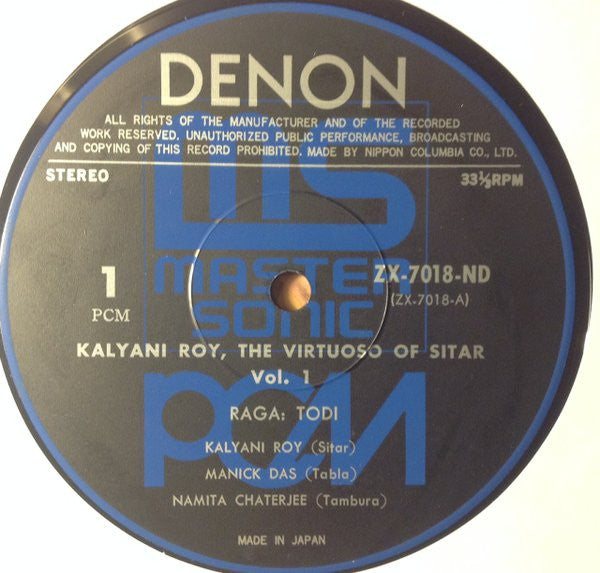 DENON
ALL RIGHTS OF THE MANUFACTURER AND OF THE RECORDED
WORK RESERVED. UNAUTHORIZED PUBLIC PERFORMANCE, BROADCASTING
AND COPYING OF THIS RECORD PROHIBITED. MADE BY NIPPON COLUMBIA CO., LTD.
STEREO 33⅓RPM
MS
MASTER
SONIC
1
PCM
ZX-7018-ND
(ZX-7018-A)
KALYANI ROY, THE VIRTUOSO OF SITAR
Vol. 1
PCM
RAGA: TODI
KALYANI ROY (Sitar)
MANICK DAS (Tabla)
NAMITA CHATERJEE (Tambura)
MADE IN JAPAN